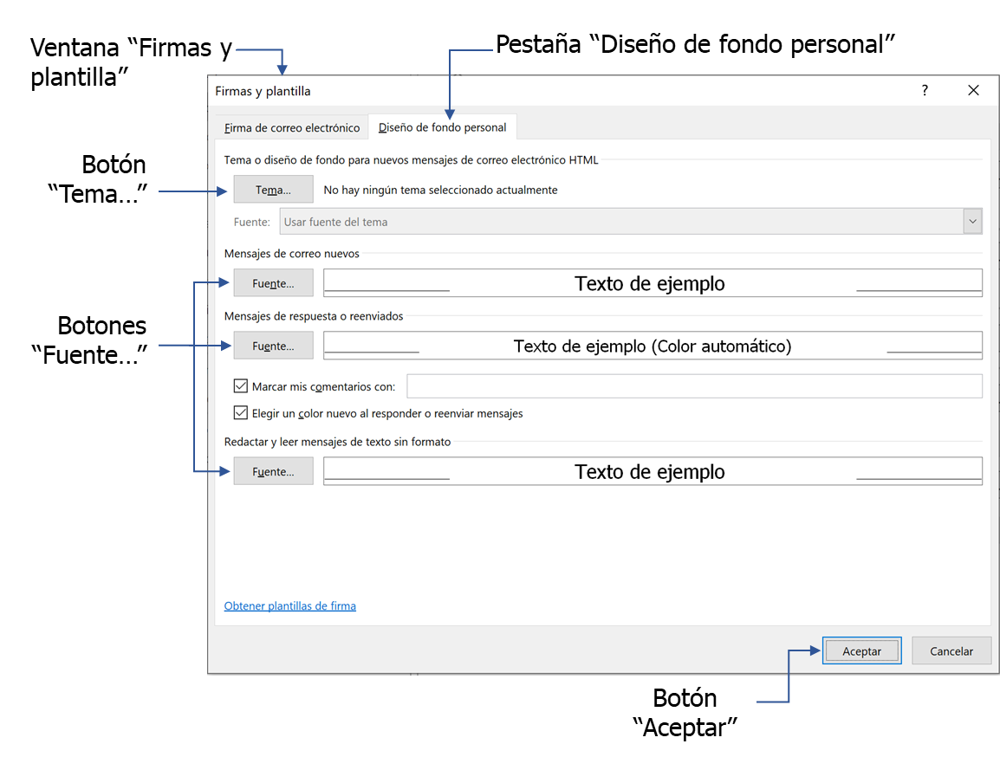 Ventana “Firmas y
plantilla”
Pestaña “Diseño de fondo personal”
Firmas y plantilla
?
Firma de correo electrónico
Diseño de fondo personal
Tema o diseño de fondo para nuevos mensajes de correo electrónico HTML
Botón
“Tema…”
Tema...
No hay ningún tema seleccionado actualmente
Fuente:
Usar fuente del tema
Mensajes de correo nuevos
Fuente...
Texto de ejemplo
Mensajes de respuesta o reenviados
Botones
“Fuente…”
Fuente...
Texto de ejemplo (Color automático)
Marcar mis comentarios con:
Elegir un color nuevo al responder o reenviar mensajes
Redactar y leer mensajes de texto sin formato
Fuente...
Texto de ejemplo
Obtener plantillas de firma
Aceptar
Cancelar
Botón
“Aceptar”